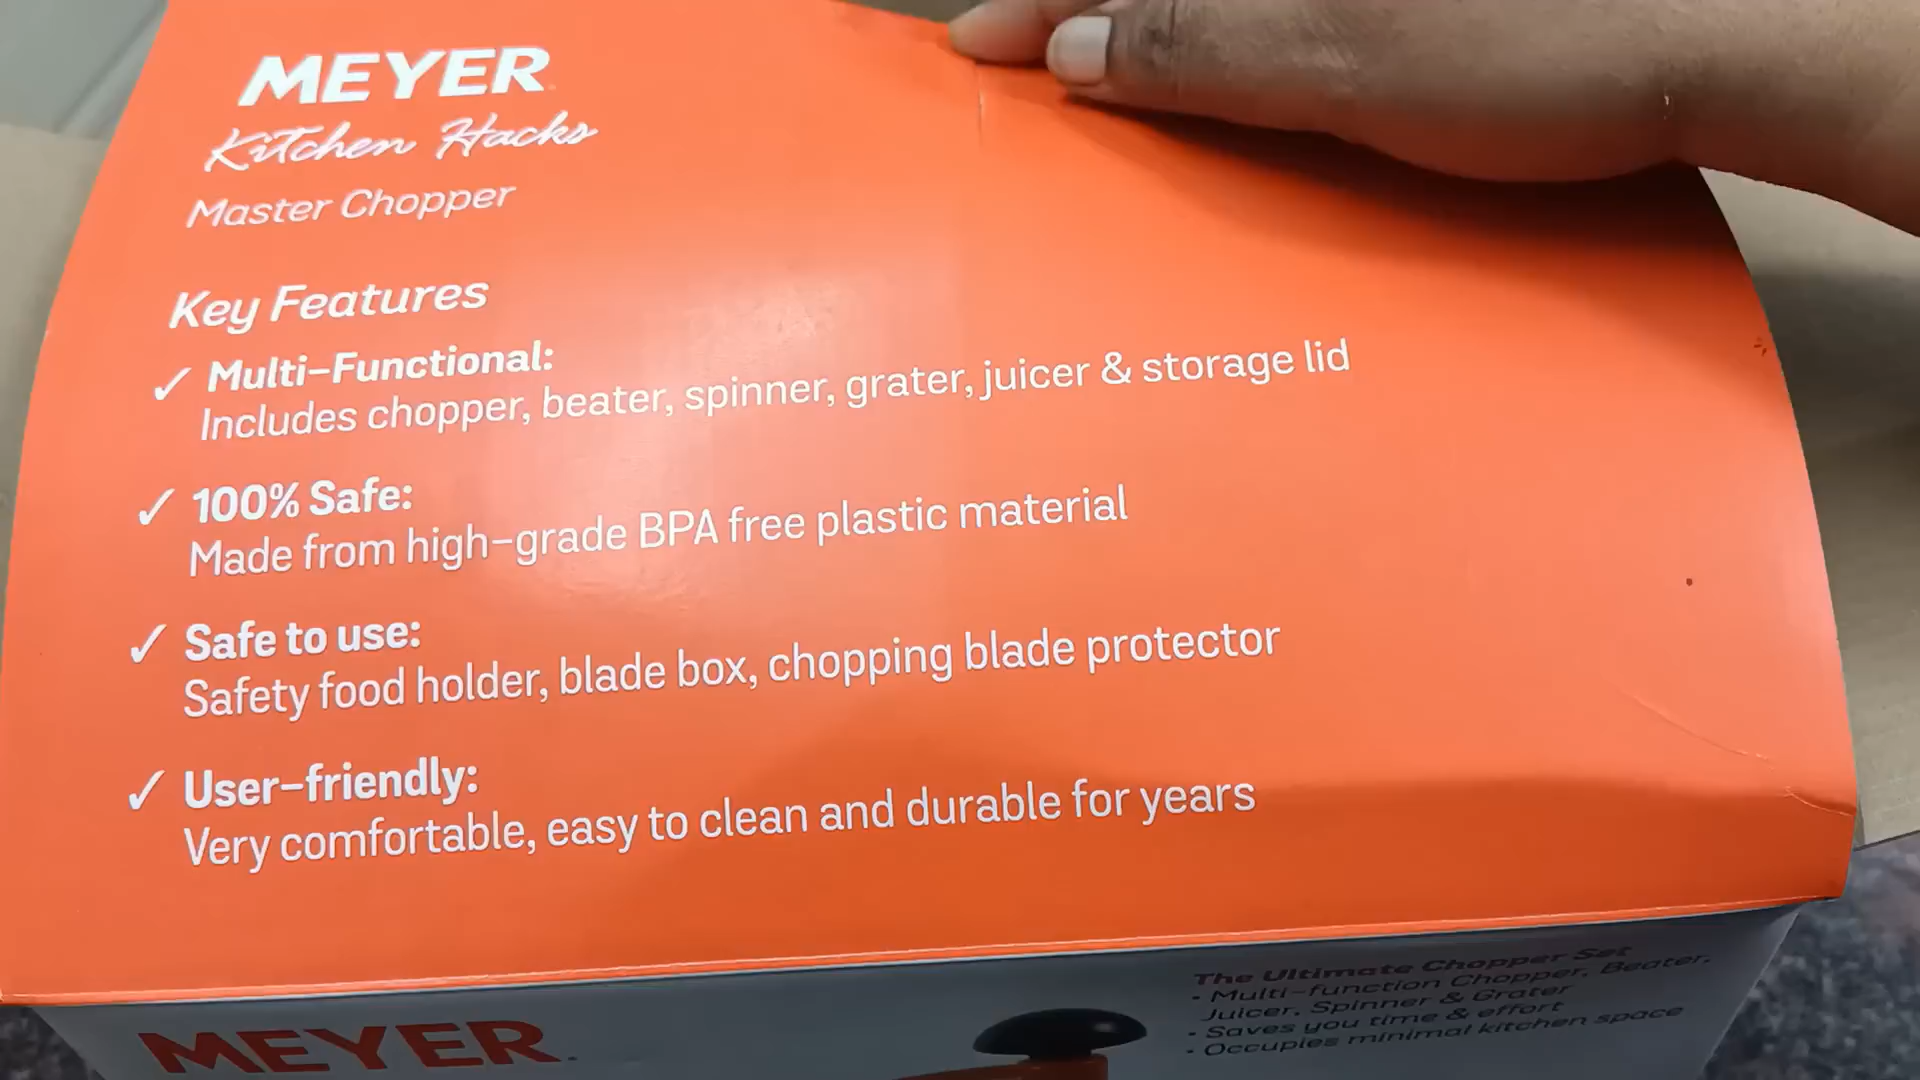 MEYER
Kitchen Hacks
Master Chopper
Key Features
✓ Multi-Functional:
Includes chopper, beater, spinner, grater, juicer & storage lid
✓ 100% Safe:
Made from high-grade BPA free plastic material
✓ Safe to use:
Safety food holder, blade box, chopping blade protector
✓ User-friendly:
Very comfortable, easy to clean and durable for years
MEYER.
The Ultimate Chopper Set
• Multi-function Chopper, Beater,
Juicer, Spinner & Grater
• Saves you time & effort
• Occupies minimal kitchen space